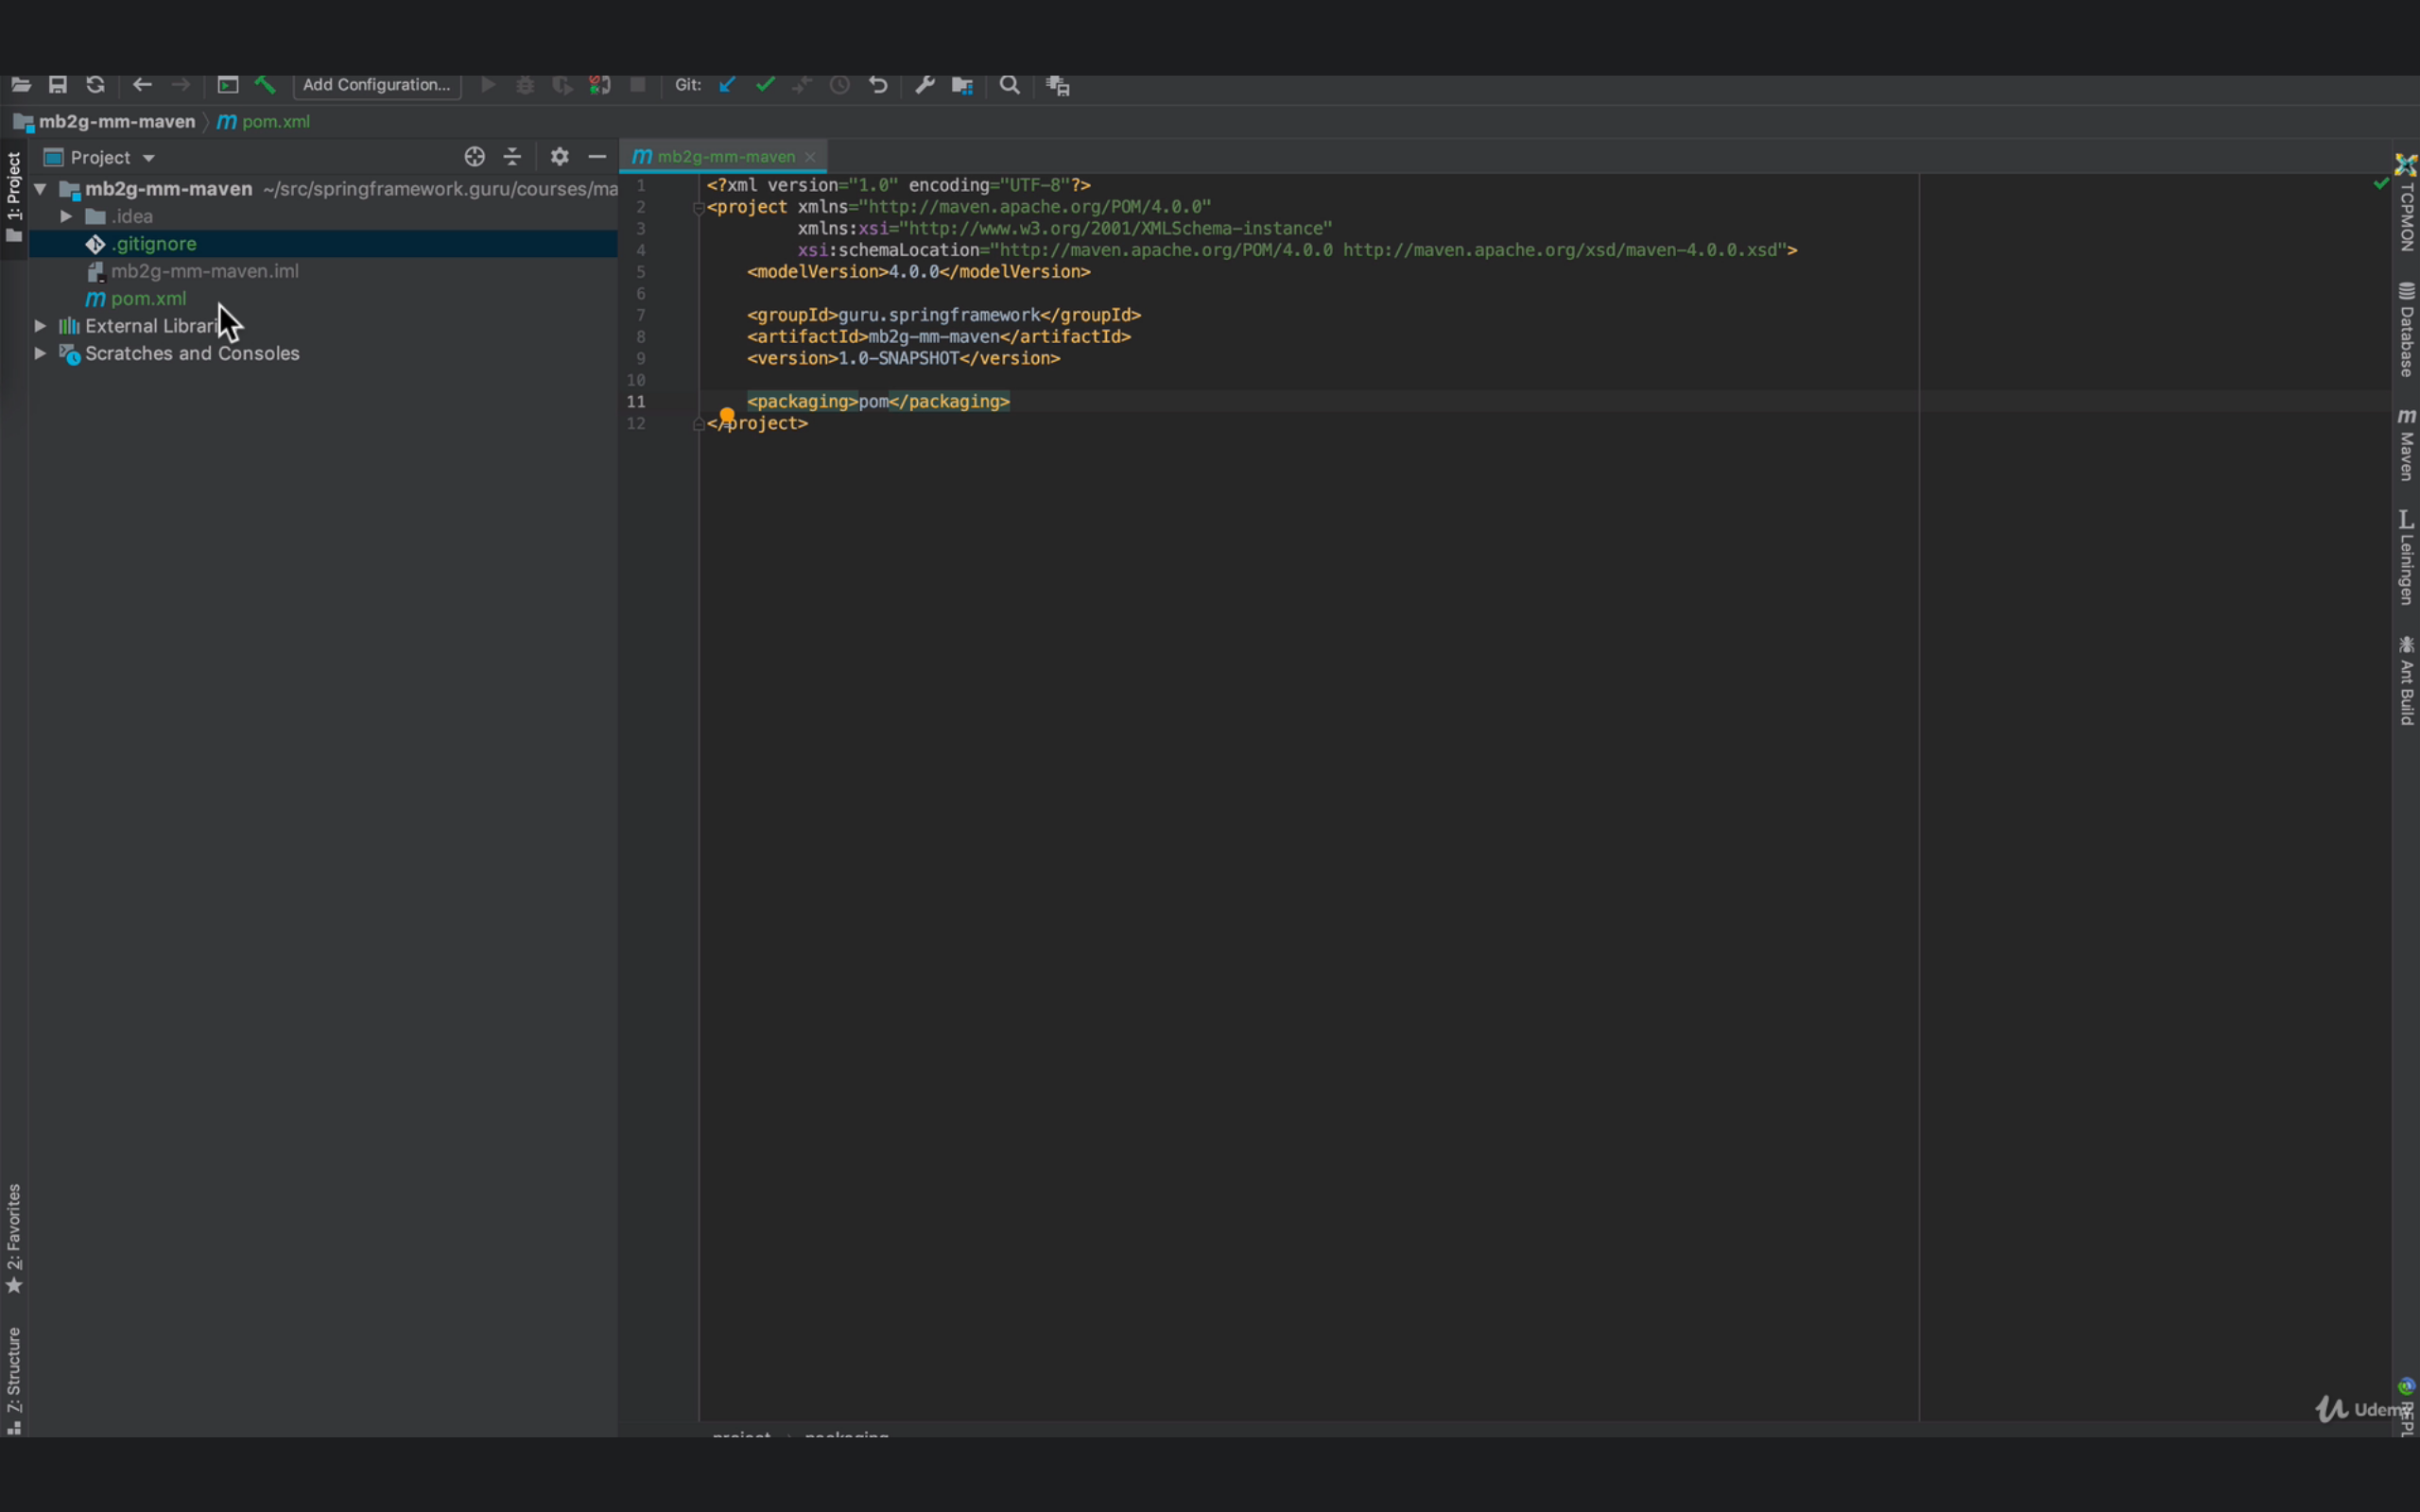 Add Configuration...
Git:
mb2g-mm-maven
pom.xml
1: Project
Project
mb2g-mm-maven ~/src/springframework.guru/courses/ma
.idea
.gitignore
mb2g-mm-maven.iml
pom.xml
External Librari
Scratches and Consoles
2: Favorites
7: Structure
mb2g-mm-maven
1 <?xml version="1.0" encoding="UTF-8"?>
2 <project xmlns="http://maven.apache.org/POM/4.0.0"
3 xmlns:xsi="http://www.w3.org/2001/XMLSchema-instance"
4 xsi:schemaLocation="http://maven.apache.org/POM/4.0.0 http://maven.apache.org/xsd/maven-4.0.0.xsd">
5 <modelVersion>4.0.0</modelVersion>
6
7 <groupId>guru.springframework</groupId>
8 <artifactId>mb2g-mm-maven</artifactId>
9 <version>1.0-SNAPSHOT</version>
10
11 <packaging>pom</packaging>
12 </project>
project › packaging
TCPMON
Database
Maven
Leiningen
Ant Build
REPL
Udemy